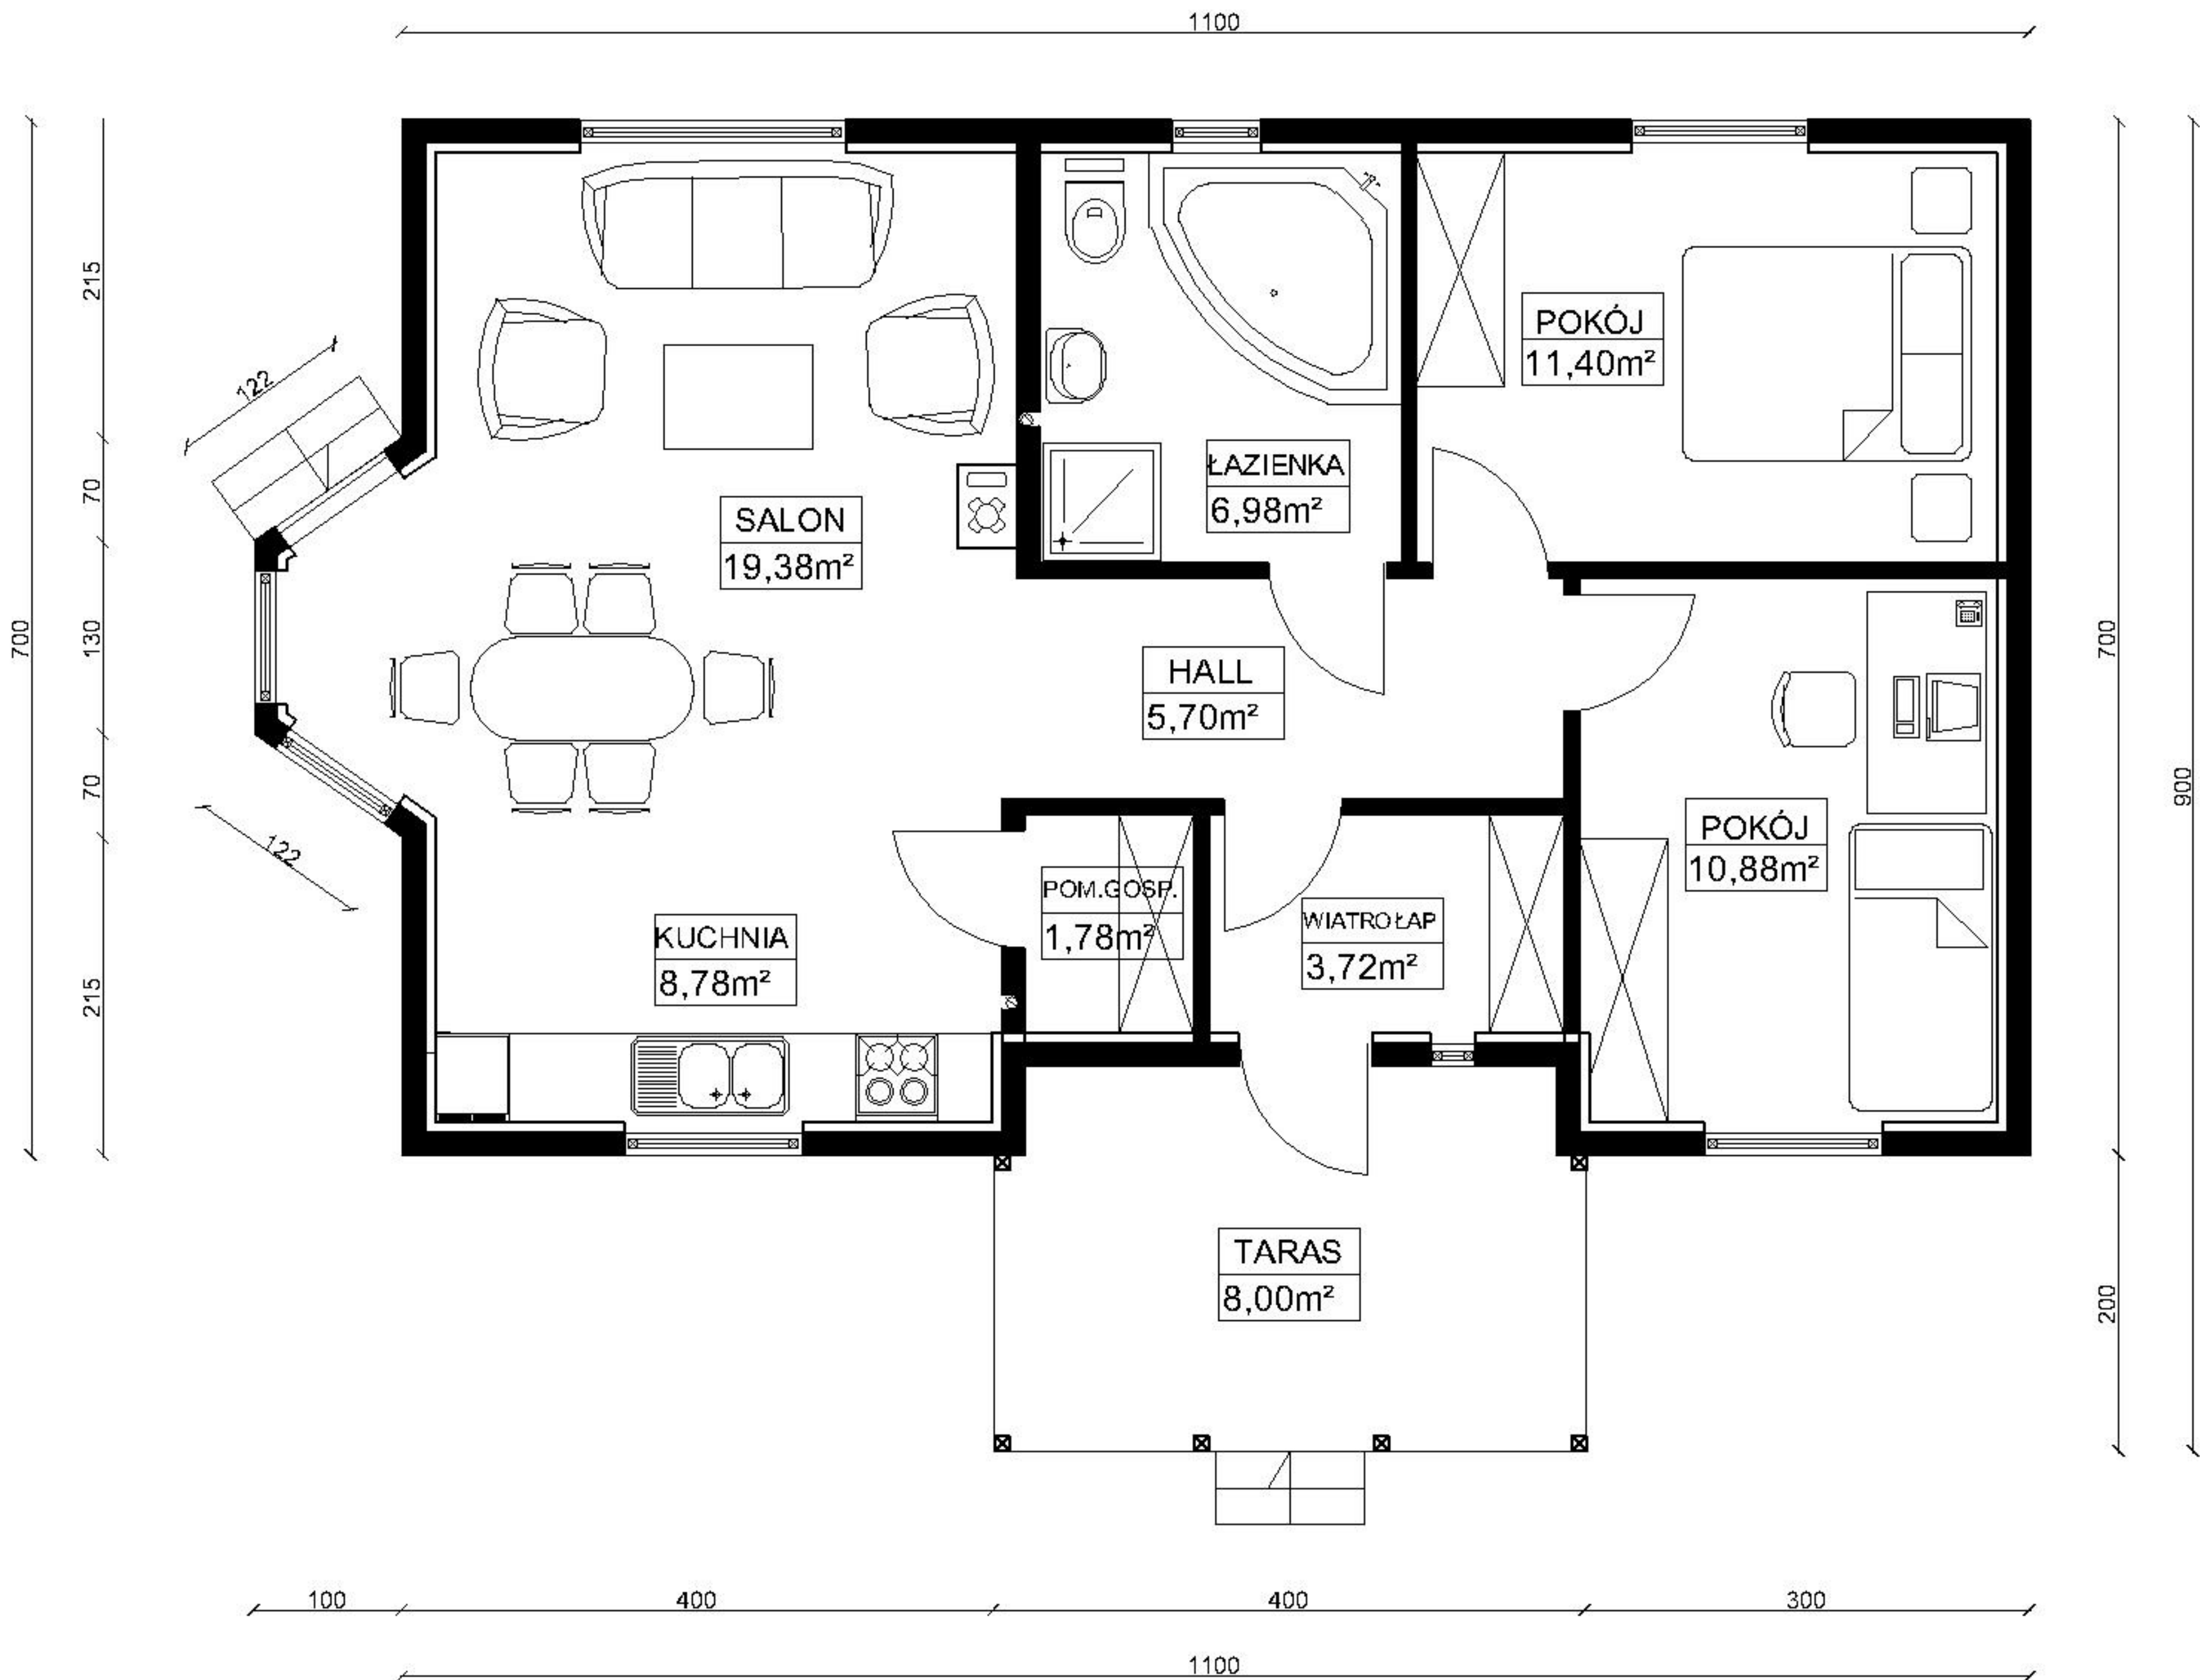 1100
215
70
130
70
215
700
122
122
POKÓJ
11,40m²
ŁAZIENKA
6,98m²
SALON
19,38m²
HALL
5,70m²
POKÓJ
10,88m²
POM.GOSP.
1,78m²
WIATROŁAP
3,72m²
KUCHNIA
8,78m²
TARAS
8,00m²
700
200
900
100
400
400
300
1100